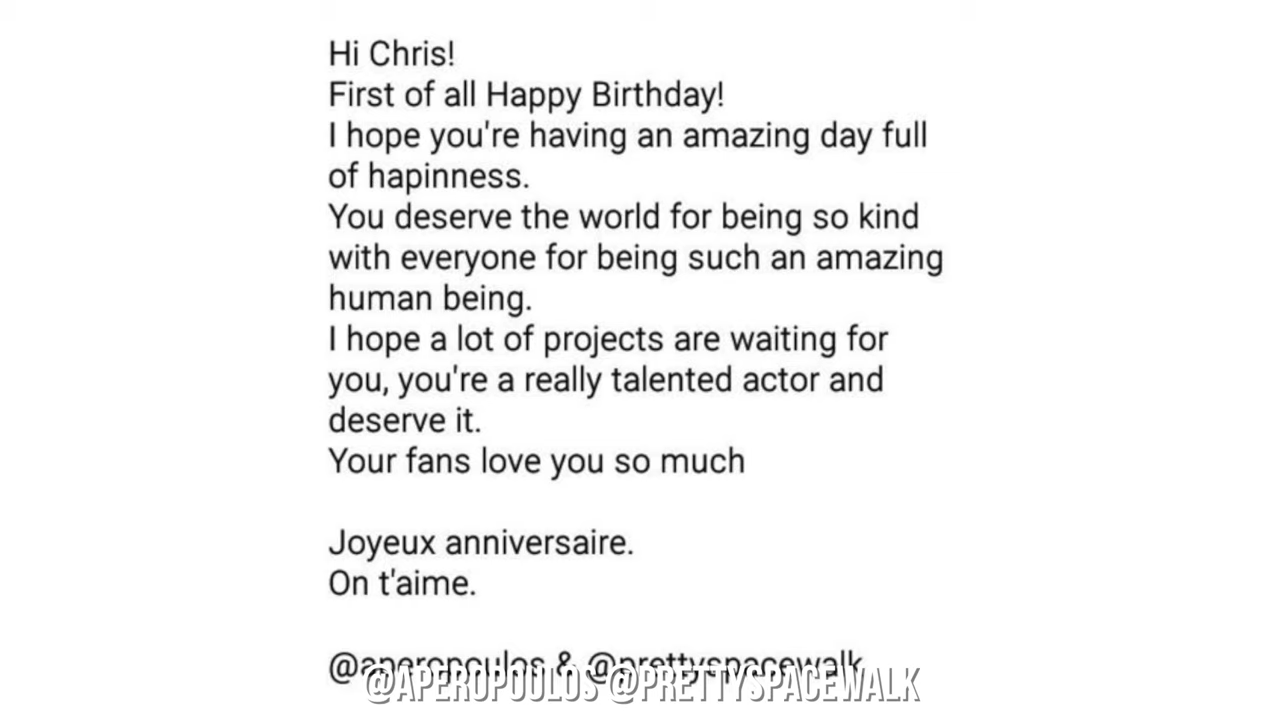 Hi Chris!
First of all Happy Birthday!
I hope you're having an amazing day full
of hapinness.
You deserve the world for being so kind
with everyone for being such an amazing
human being.
I hope a lot of projects are waiting for
you, you're a really talented actor and
deserve it.
Your fans love you so much
Joyeux anniversaire.
On t'aime.
@aperopoulos & @prettyspacewalk
@APEROPOULOS @PRETTYSPACEWALK